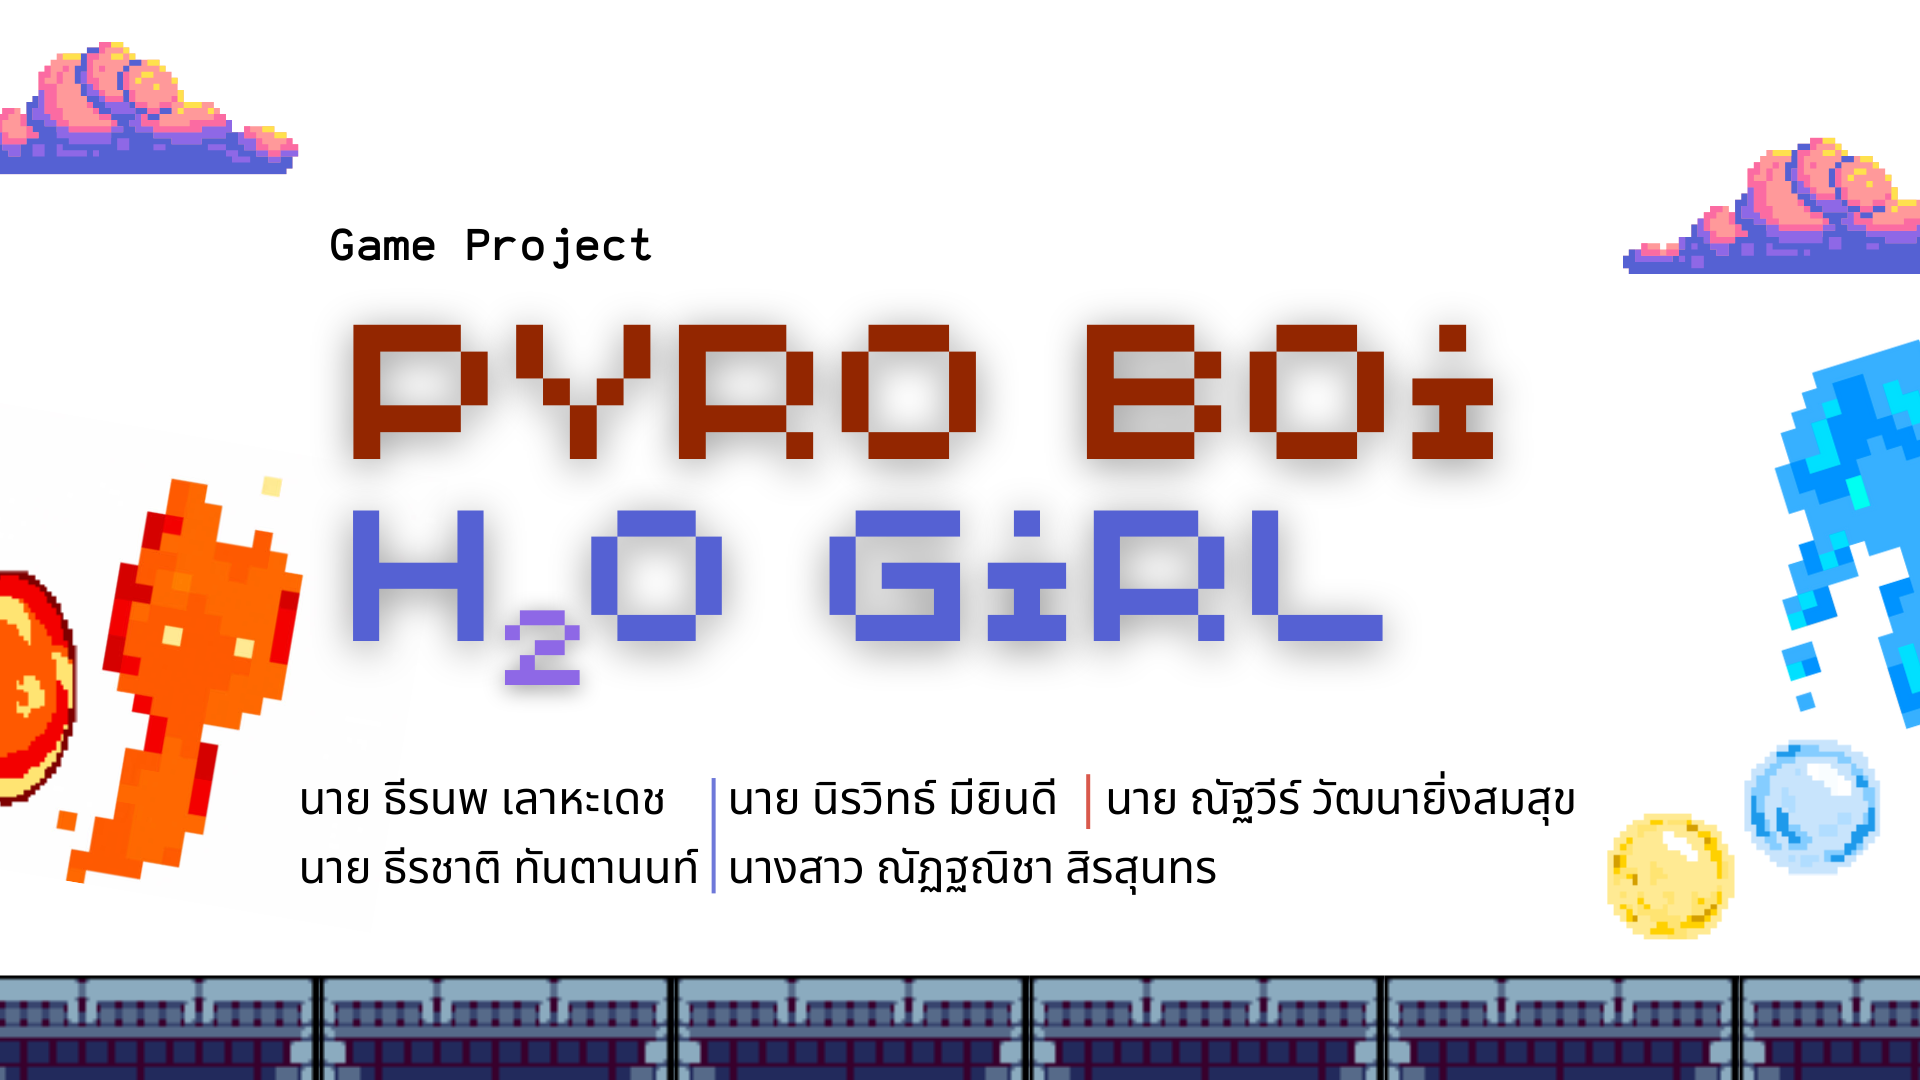 Game Project
PYRO BOi
H₂O GiRL
นาย ธีรนพ เลาหะเดช นาย นิรวิทธ์ มียินดี นาย ณัฐวีร์ วัฒนายิ่งสมสุข
นาย ธีรชาติ ทันตานนท์ นางสาว ณัฏฐณิชา สิรสุนทร